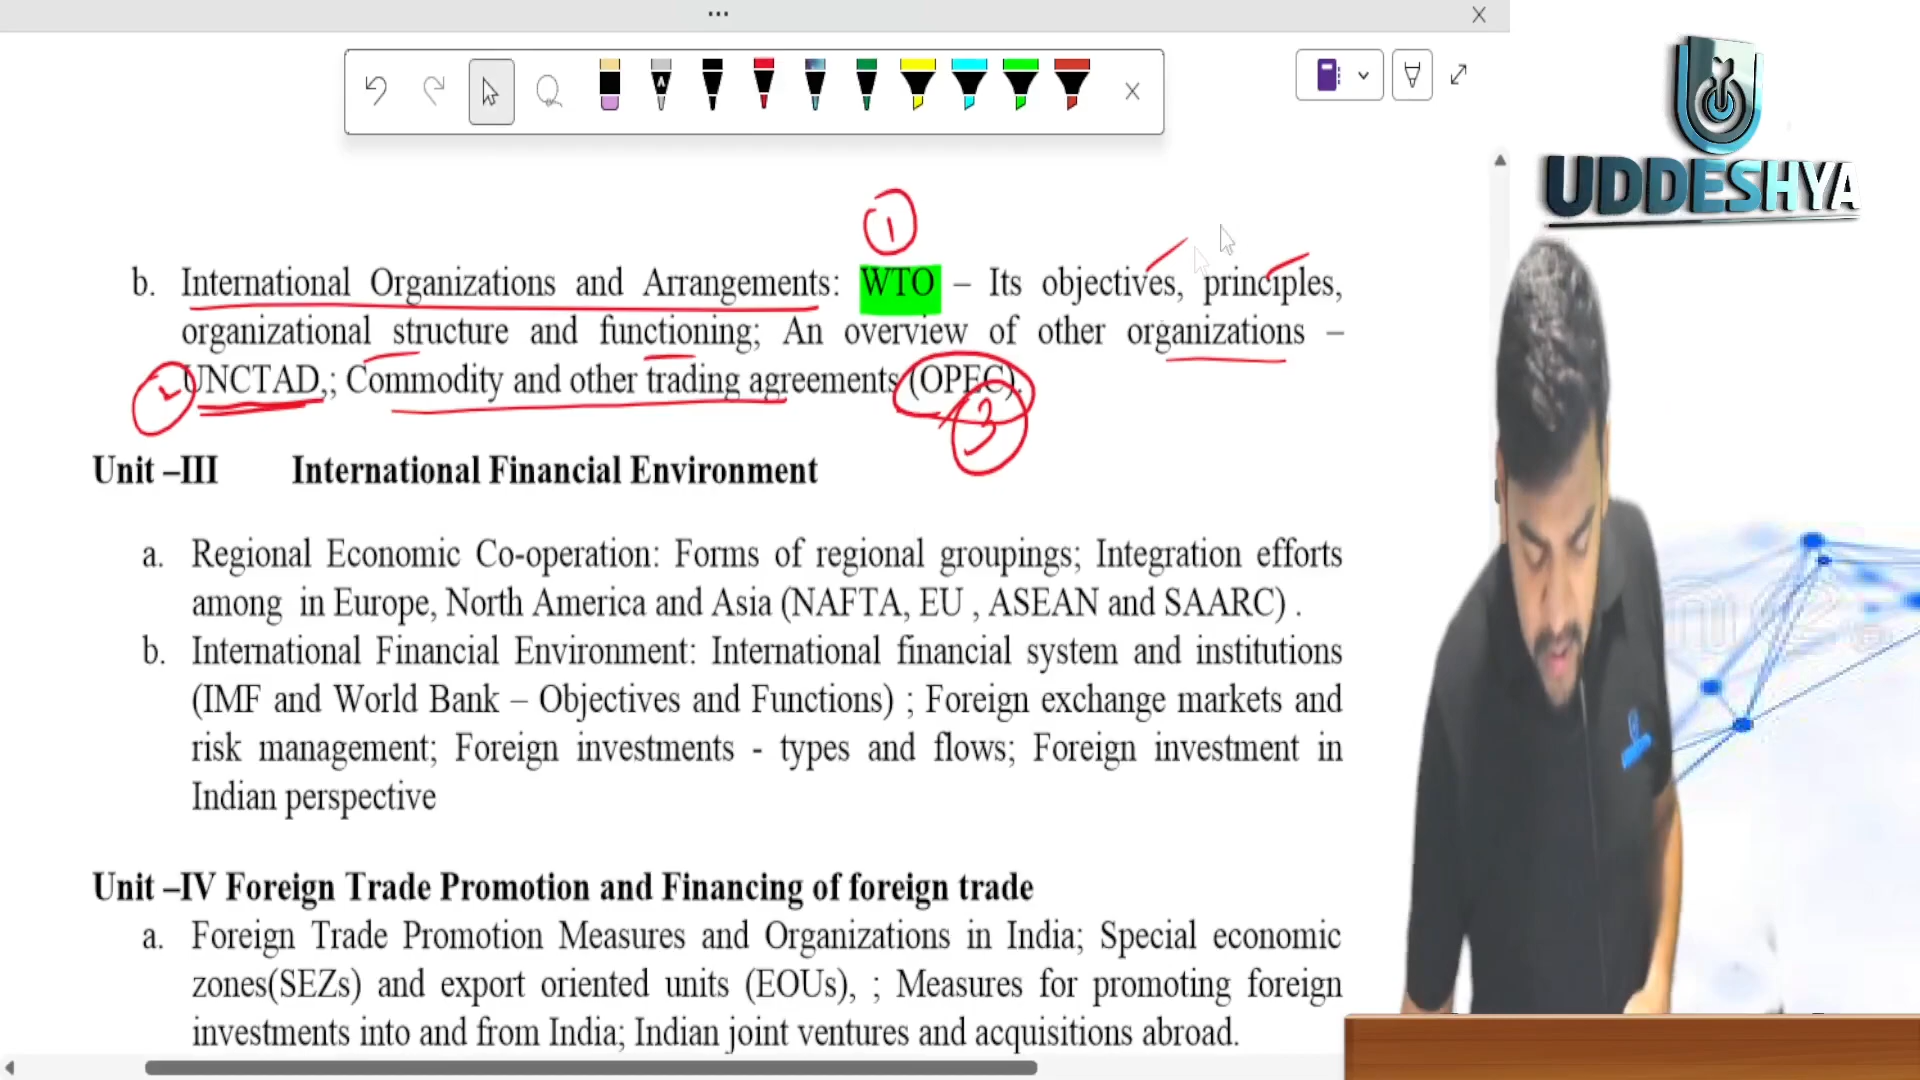 UDDESHYA
1
b. International Organizations and Arrangements: WTO – Its objectives, principles,
organizational structure and functioning; An overview of other organizations –
2 UNCTAD,; Commodity and other trading agreements (OPEC).
3
Unit –III International Financial Environment
a. Regional Economic Co-operation: Forms of regional groupings; Integration efforts
among in Europe, North America and Asia (NAFTA, EU , ASEAN and SAARC) .
b. International Financial Environment: International financial system and institutions
(IMF and World Bank – Objectives and Functions) ; Foreign exchange markets and
risk management; Foreign investments - types and flows; Foreign investment in
Indian perspective
Unit –IV Foreign Trade Promotion and Financing of foreign trade
a. Foreign Trade Promotion Measures and Organizations in India; Special economic
zones(SEZs) and export oriented units (EOUs), ; Measures for promoting foreign
investments into and from India; Indian joint ventures and acquisitions abroad.